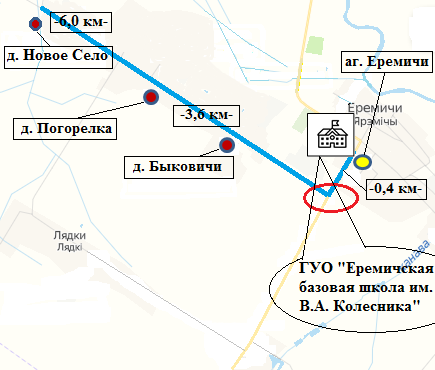 -6,0 км-
д. Новое Село
аг. Еремичи
Еремичи
Ярэмічы
-3,6 км-
д. Погорелка
д. Быковичи
-0,4 км-
Лядки
Лядкі
ГУО "Еремичская
базовая школа им.
В.А. Колесника"